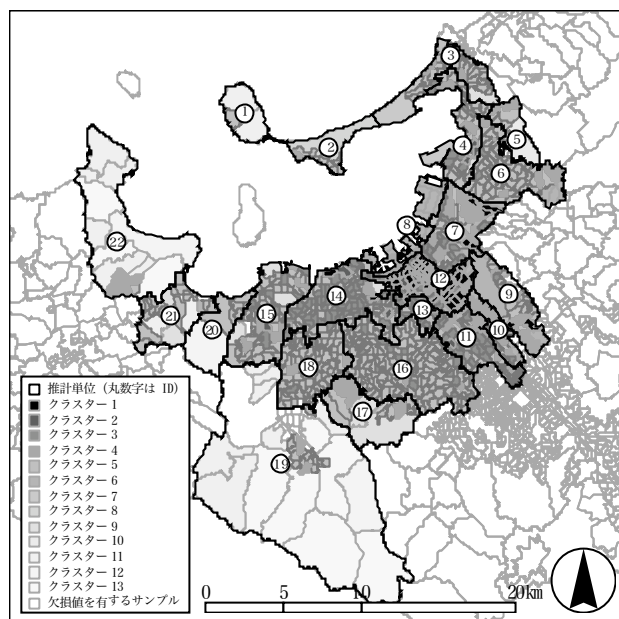 ③
①
⑤
②
④
⑥
⑧
⑦
㉒
⑫
⑨
⑭
⑬
⑮
㉑
⑳
⑩
⑪
⑱
⑯
⑰
⑲
推計単位（丸数字は ID）
クラスター 1
クラスター 2
クラスター 3
クラスター 4
クラスター 5
クラスター 6
クラスター 7
クラスター 8
クラスター 9
クラスター 10
クラスター 11
クラスター 12
クラスター 13
欠損値を有するサンプル
0 5 10 20km